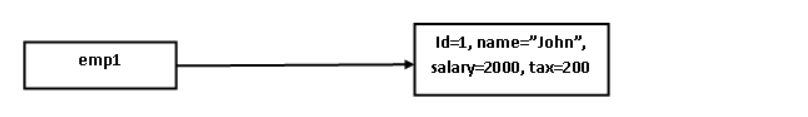 emp1
Id=1, name=”John”,
salary=2000, tax=200